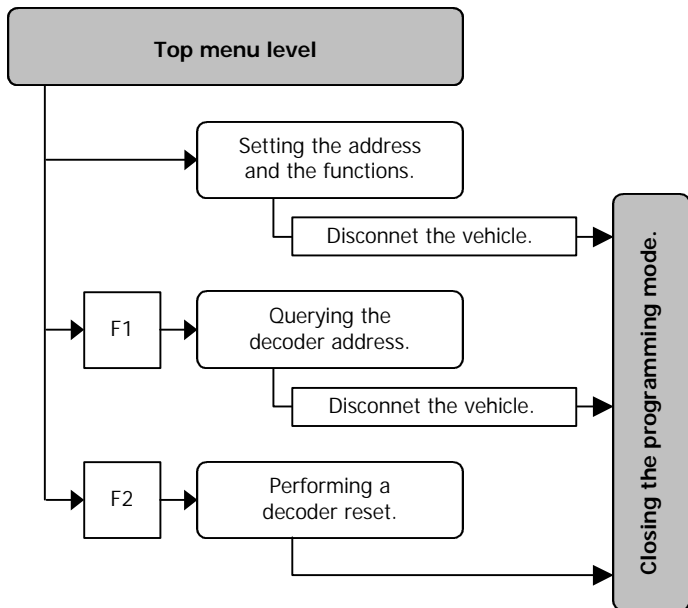 Top menu level
Setting the address
and the functions.
Disconnet the vehicle.
F1
Querying the
decoder address.
Disconnet the vehicle.
F2
Performing a
decoder reset.
Closing the programming mode.